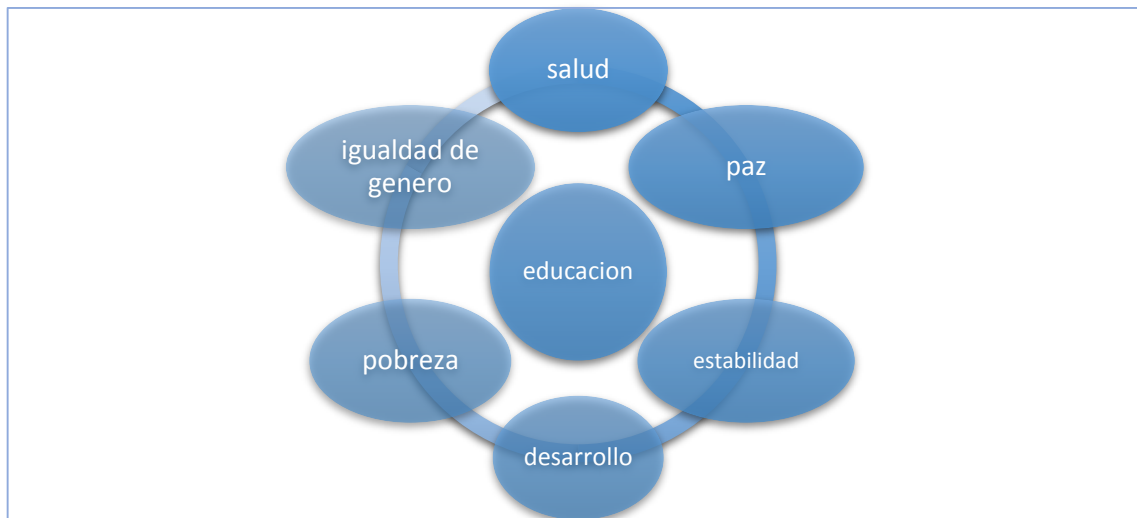 salud
igualdad de
genero
paz
educacion
pobreza
estabilidad
desarrollo